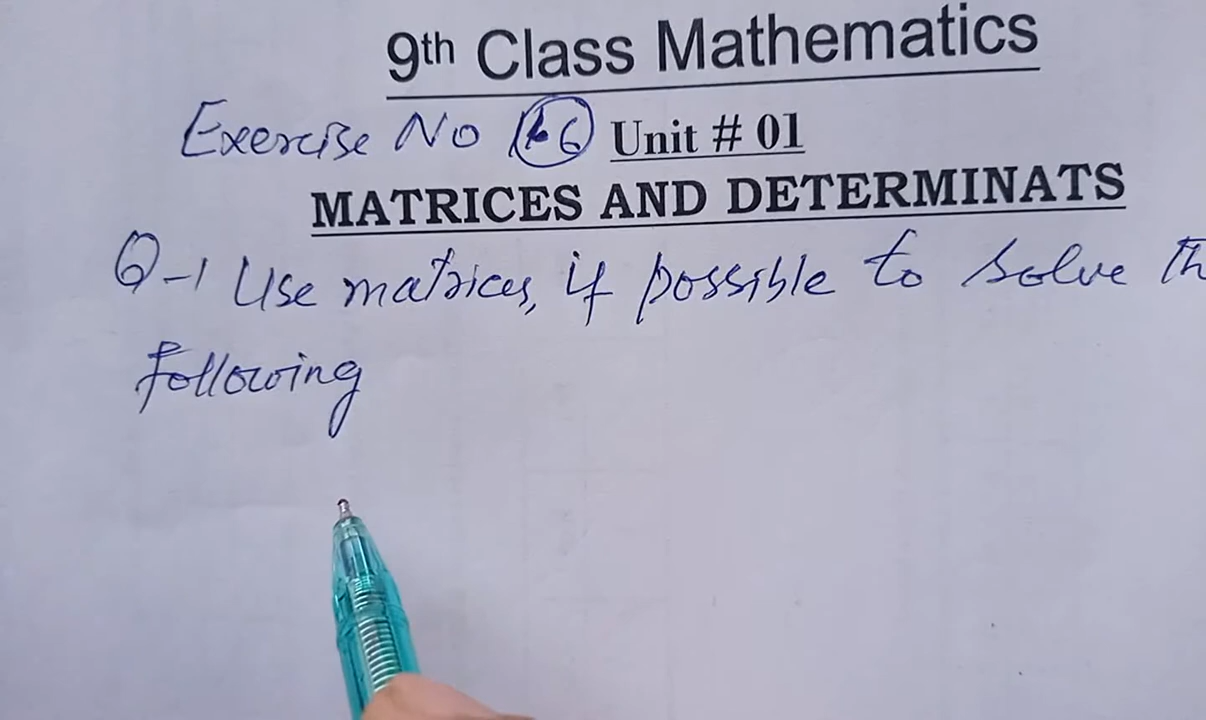 9th Class Mathematics
Exercise No 1.6 Unit # 01
MATRICES AND DETERMINATS
Q-1 Use matrices, if possible to solve th
following